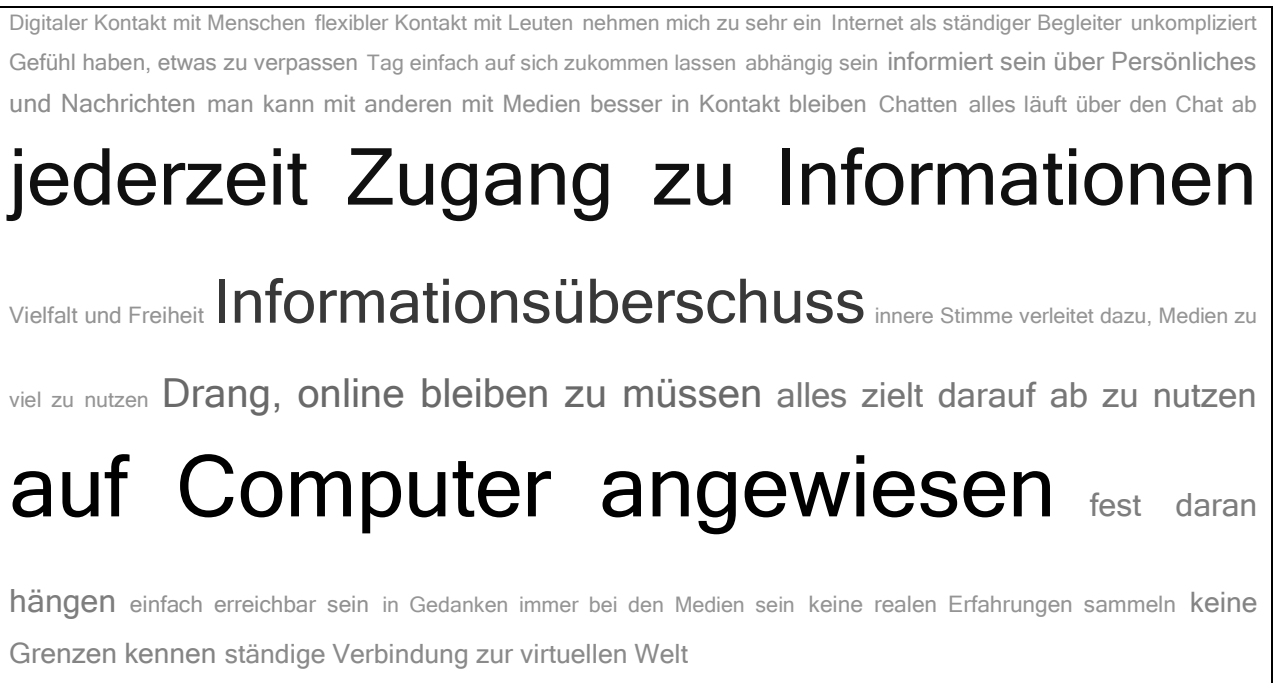 Digitaler Kontakt mit Menschen flexibler Kontakt mit Leuten nehmen mich zu sehr ein Internet als ständiger Begleiter unkompliziert
Gefühl haben, etwas zu verpassen Tag einfach auf sich zukommen lassen abhängig sein informiert sein über Persönliches
und Nachrichten man kann mit anderen mit Medien besser in Kontakt bleiben Chatten alles läuft über den Chat ab
jederzeit Zugang zu Informationen
Vielfalt und Freiheit Informationsüberschuss innere Stimme verleitet dazu, Medien zu
viel zu nutzen Drang, online bleiben zu müssen alles zielt darauf ab zu nutzen
auf Computer angewiesen fest daran
hängen einfach erreichbar sein in Gedanken immer bei den Medien sein keine realen Erfahrungen sammeln keine
Grenzen kennen ständige Verbindung zur virtuellen Welt